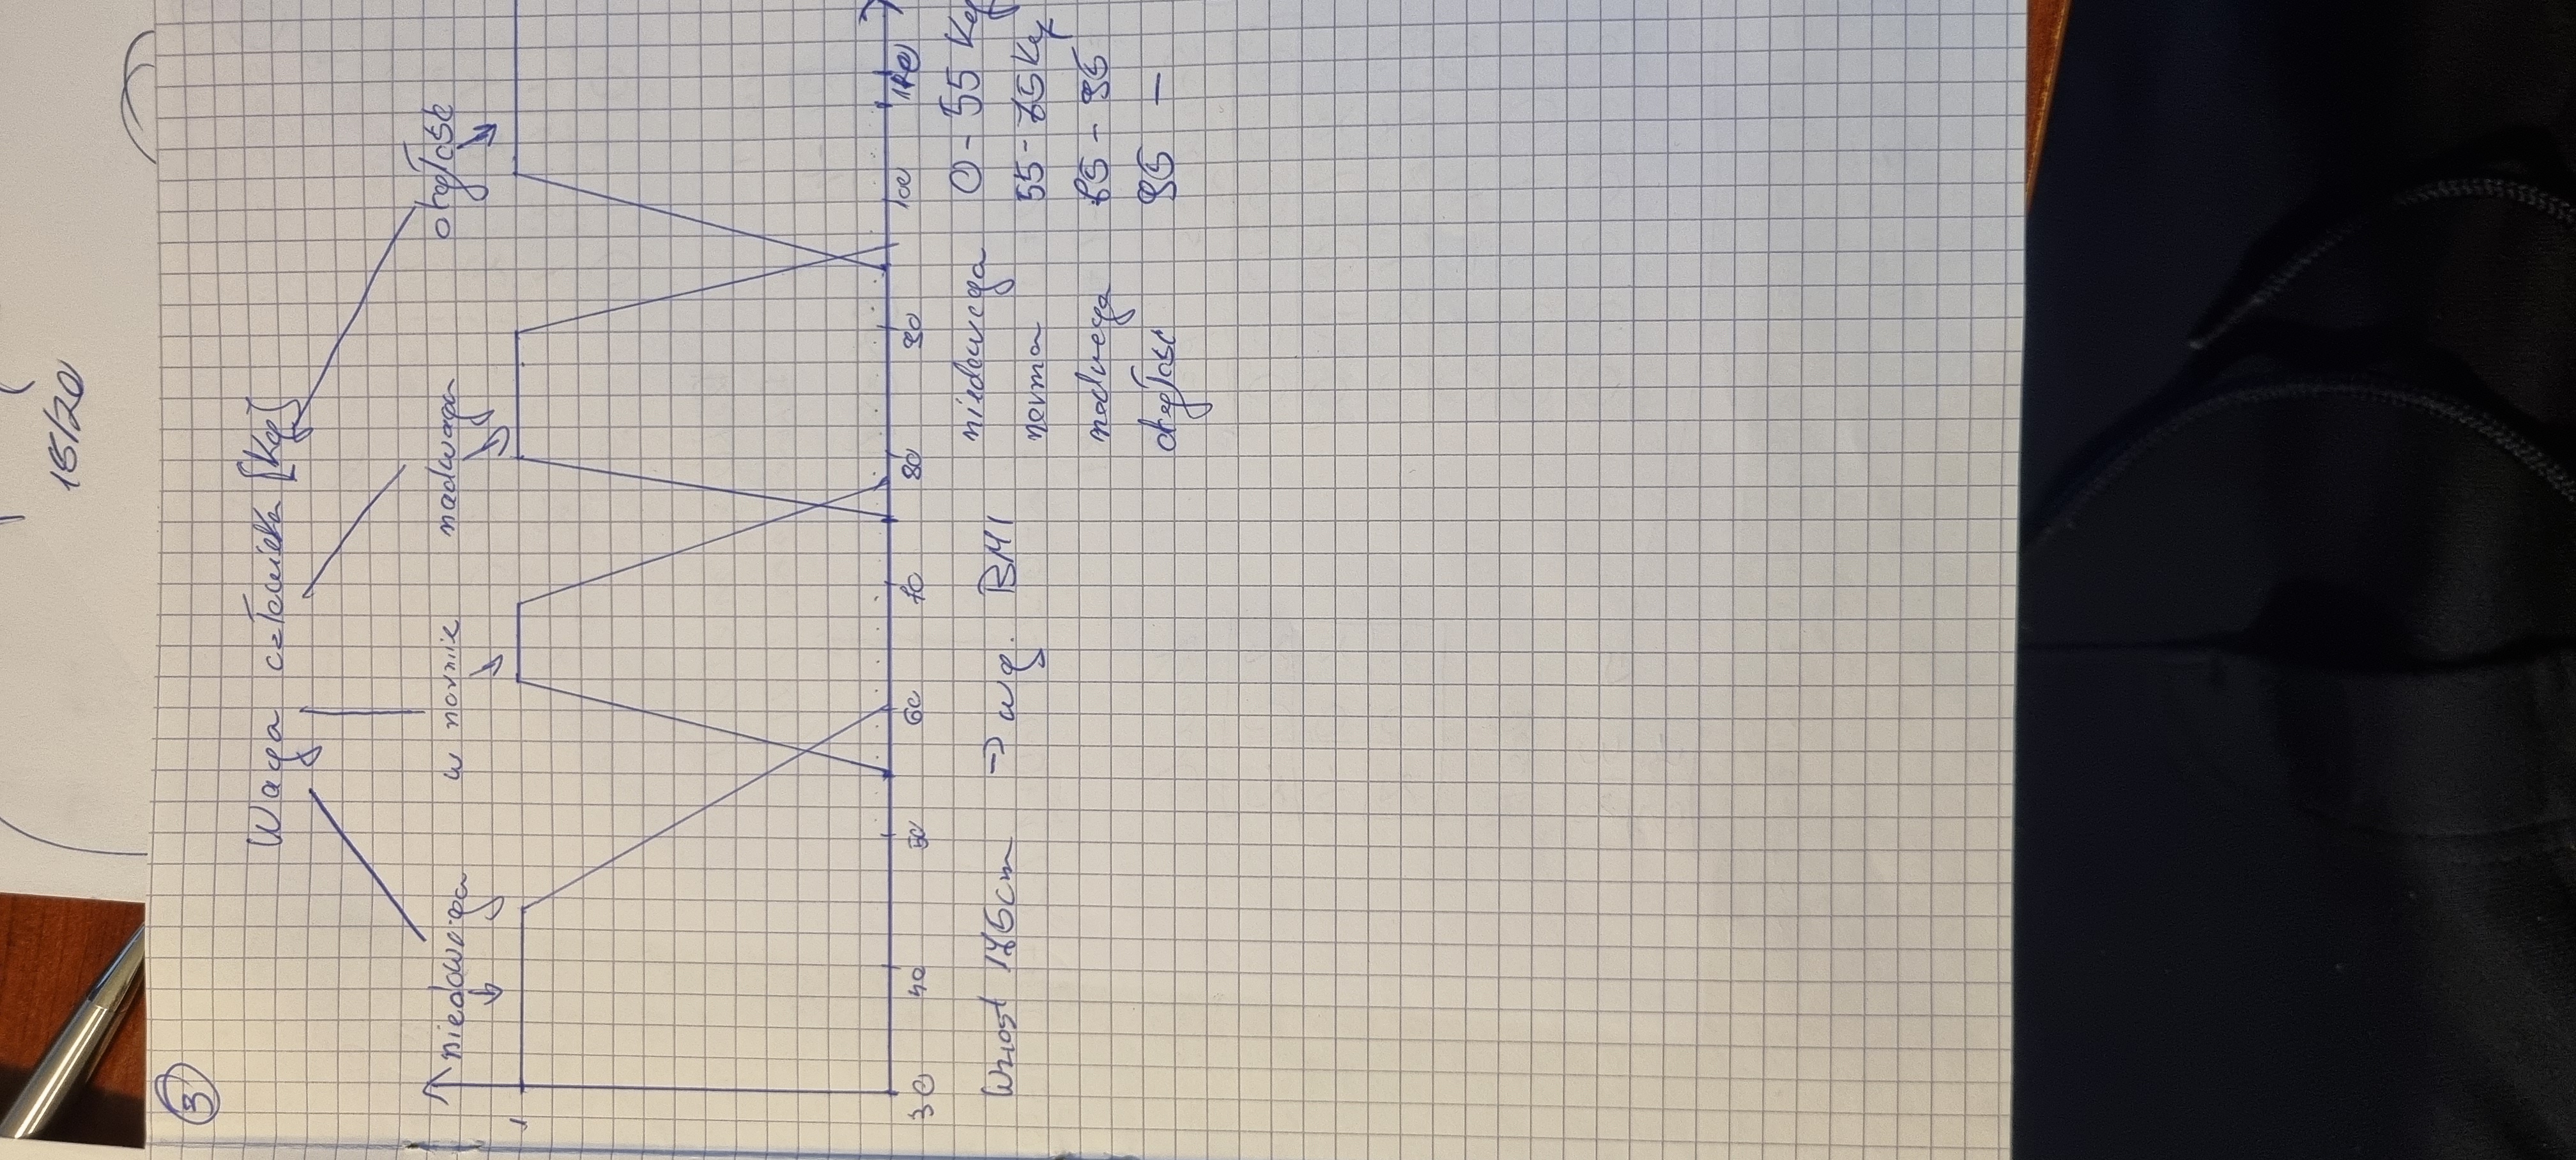 18/20
3
Waga człowieka [kg]
niedowaga w normie nadwaga otyłość
1
30 40 50 60 70 80 90 100 110
Wzrost 175cm → wg. BMI
niedowaga 0 - 55 Kg
norma 55 - 75 Kg
nadwaga 75 - 95
otyłość 95 -